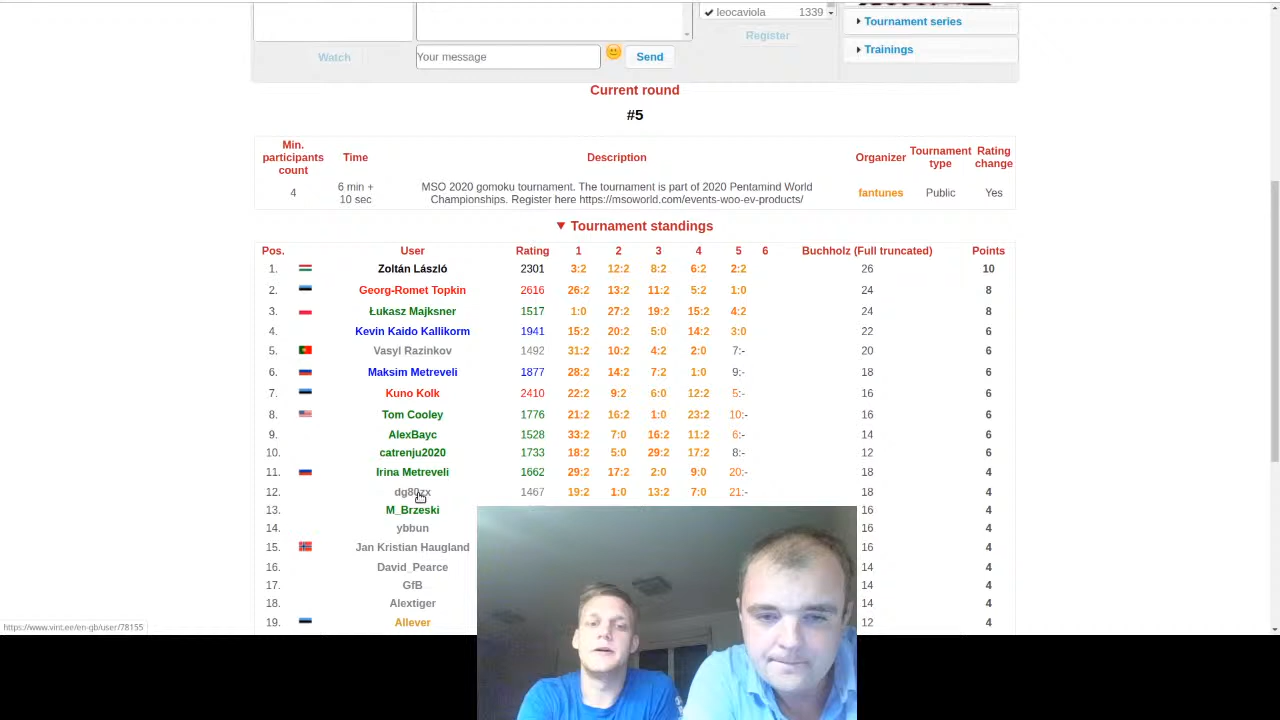 leocaviola 1339
Tournament series
Register
Trainings
Watch
Your message
Send
Current round
#5
Min. participants count Time Description Organizer Tournament type Rating change
4 6 min + 10 sec MSO 2020 gomoku tournament. The tournament is part of 2020 Pentamind World Championships. Register here https://msoworld.com/events-woo-ev-products/ fantunes Public Yes
▼ Tournament standings
Pos. User Rating 1 2 3 4 5 6 Buchholz (Full truncated) Points
1. Zoltán László 2301 3:2 12:2 8:2 6:2 2:2 26 10
2. Georg-Romet Topkin 2616 26:2 13:2 11:2 5:2 1:0 24 8
3. Łukasz Majksner 1517 1:0 27:2 19:2 15:2 4:2 24 8
4. Kevin Kaido Kallikorm 1941 15:2 20:2 5:0 14:2 3:0 22 6
5. Vasyl Razinkov 1492 31:2 10:2 4:2 2:0 7:- 20 6
6. Maksim Metreveli 1877 28:2 14:2 7:2 1:0 9:- 18 6
7. Kuno Kolk 2410 22:2 9:2 6:0 12:2 5:- 16 6
8. Tom Cooley 1776 21:2 16:2 1:0 23:2 10:- 16 6
9. AlexBayc 1528 33:2 7:0 16:2 11:2 6:- 14 6
10. catrenju2020 1733 18:2 5:0 29:2 17:2 8:- 12 6
11. Irina Metreveli 1662 29:2 17:2 2:0 9:0 20:- 18 4
12. dg80zx 1467 19:2 1:0 13:2 7:0 21:- 18 4
13. M_Brzeski 16 4
14. ybbun 16 4
15. Jan Kristian Haugland 16 4
16. David_Pearce 14 4
17. GfB 14 4
18. Alextiger 14 4
19. Allever 12 4
https://www.vint.ee/en-gb/user/78155